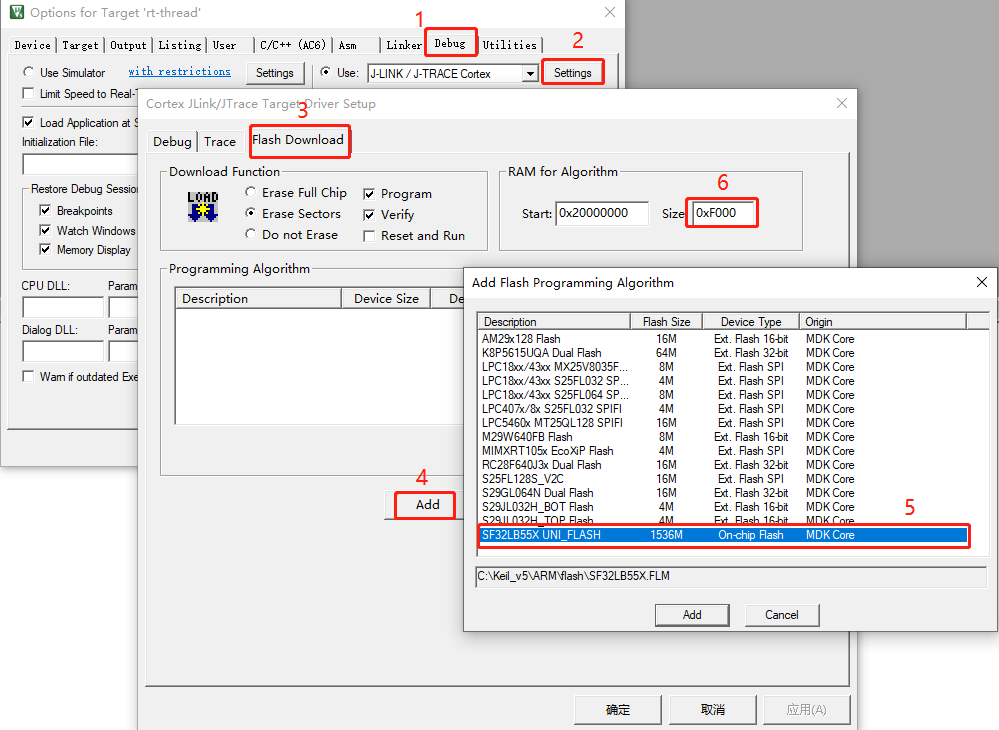 Options for Target 'rt-thread'
1
Device Target Output Listing User C/C++ (AC6) Asm Linker Debug Utilities
2
Use Simulator with restrictions Settings Use: J-LINK / J-TRACE Cortex Settings
Limit Speed to Real-T
Cortex JLink/JTrace Target Driver Setup
3
Load Application at S
Initialization File:
Restore Debug Session
Breakpoints
Watch Windows
Memory Display
CPU DLL: Param
Dialog DLL: Param
Warn if outdated Exe
Debug Trace Flash Download
Download Function
LOAD
Erase Full Chip Program
Erase Sectors Verify
Do not Erase Reset and Run
RAM for Algorithm
6
Start: 0x20000000 Size 0xF000
Programming Algorithm
Description Device Size De
4
Add
Add Flash Programming Algorithm
Description Flash Size Device Type Origin
AM29x128 Flash 16M Ext. Flash 16-bit MDK Core
K8P5615UQA Dual Flash 64M Ext. Flash 32-bit MDK Core
LPC18xx/43xx MX25V8035F... 8M Ext. Flash SPI MDK Core
LPC18xx/43xx S25FL032 SP... 4M Ext. Flash SPI MDK Core
LPC18xx/43xx S25FL064 SP... 8M Ext. Flash SPI MDK Core
LPC407x/8x S25FL032 SPIFI 4M Ext. Flash SPI MDK Core
LPC5460x MT25QL128 SPIFI 16M Ext. Flash SPI MDK Core
M29W640FB Flash 8M Ext. Flash 16-bit MDK Core
MIMXRT105x EcoXiP Flash 4M Ext. Flash SPI MDK Core
RC28F640J3x Dual Flash 16M Ext. Flash 32-bit MDK Core
S25FL128S_V2C 16M Ext. Flash SPI MDK Core
S29GL064N Dual Flash 16M Ext. Flash 32-bit MDK Core
S29JL032H_BOT Flash 4M Ext. Flash 16-bit MDK Core
S29JL032H_TOP Flash 4M Ext. Flash 16-bit MDK Core
5
SF32LB55X UNI_FLASH 1536M On-chip Flash MDK Core
C:\Keil_v5\ARM\flash\SF32LB55X.FLM
Add Cancel
确定 取消 应用(A)